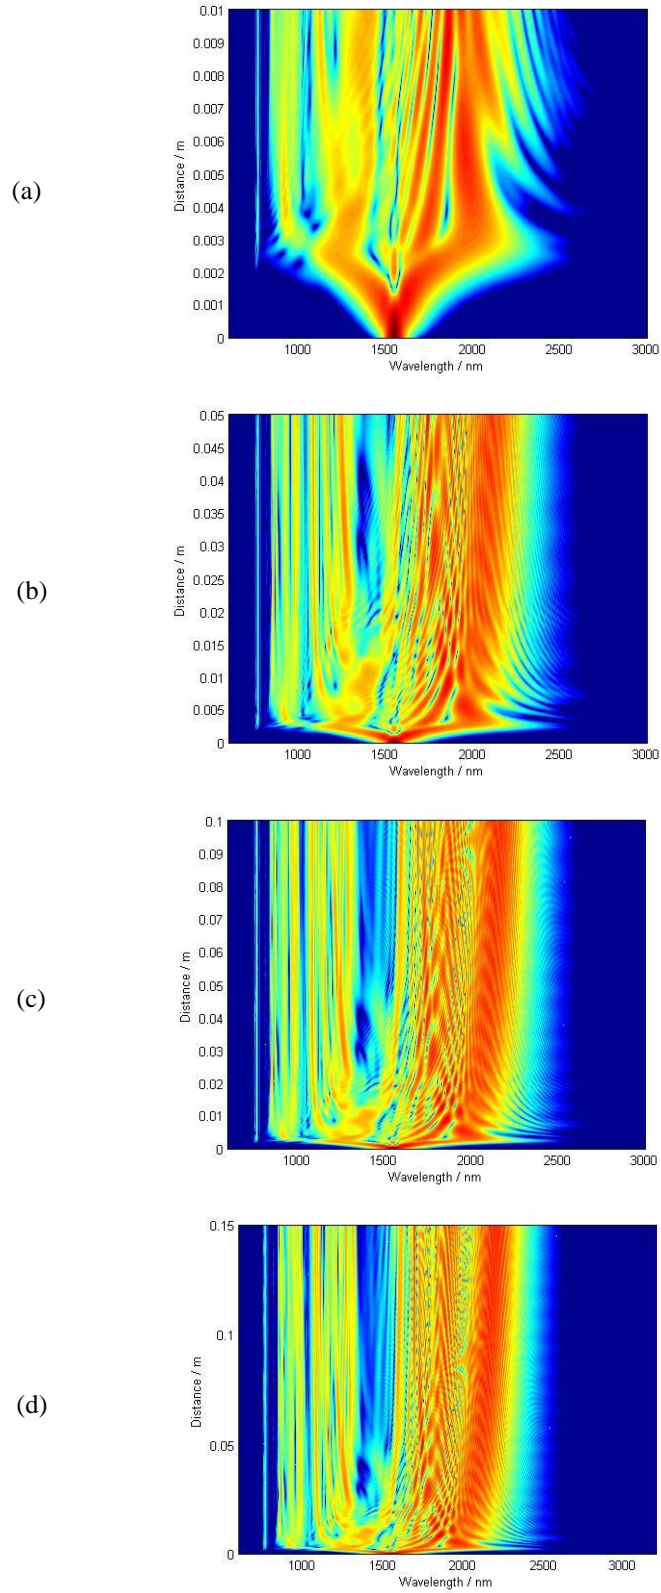 (a)
Distance / m
0.01
0.009
0.008
0.007
0.006
0.005
0.004
0.003
0.002
0.001
0
1000 1500 2000 2500 3000
Wavelength / nm
(b)
Distance / m
0.05
0.045
0.04
0.035
0.03
0.025
0.02
0.015
0.01
0.005
0
1000 1500 2000 2500 3000
Wavelength / nm
(c)
Distance / m
0.1
0.09
0.08
0.07
0.06
0.05
0.04
0.03
0.02
0.01
0
1000 1500 2000 2500 3000
Wavelength / nm
(d)
Distance / m
0.15
0.1
0.05
0
1000 1500 2000 2500 3000
Wavelength / nm